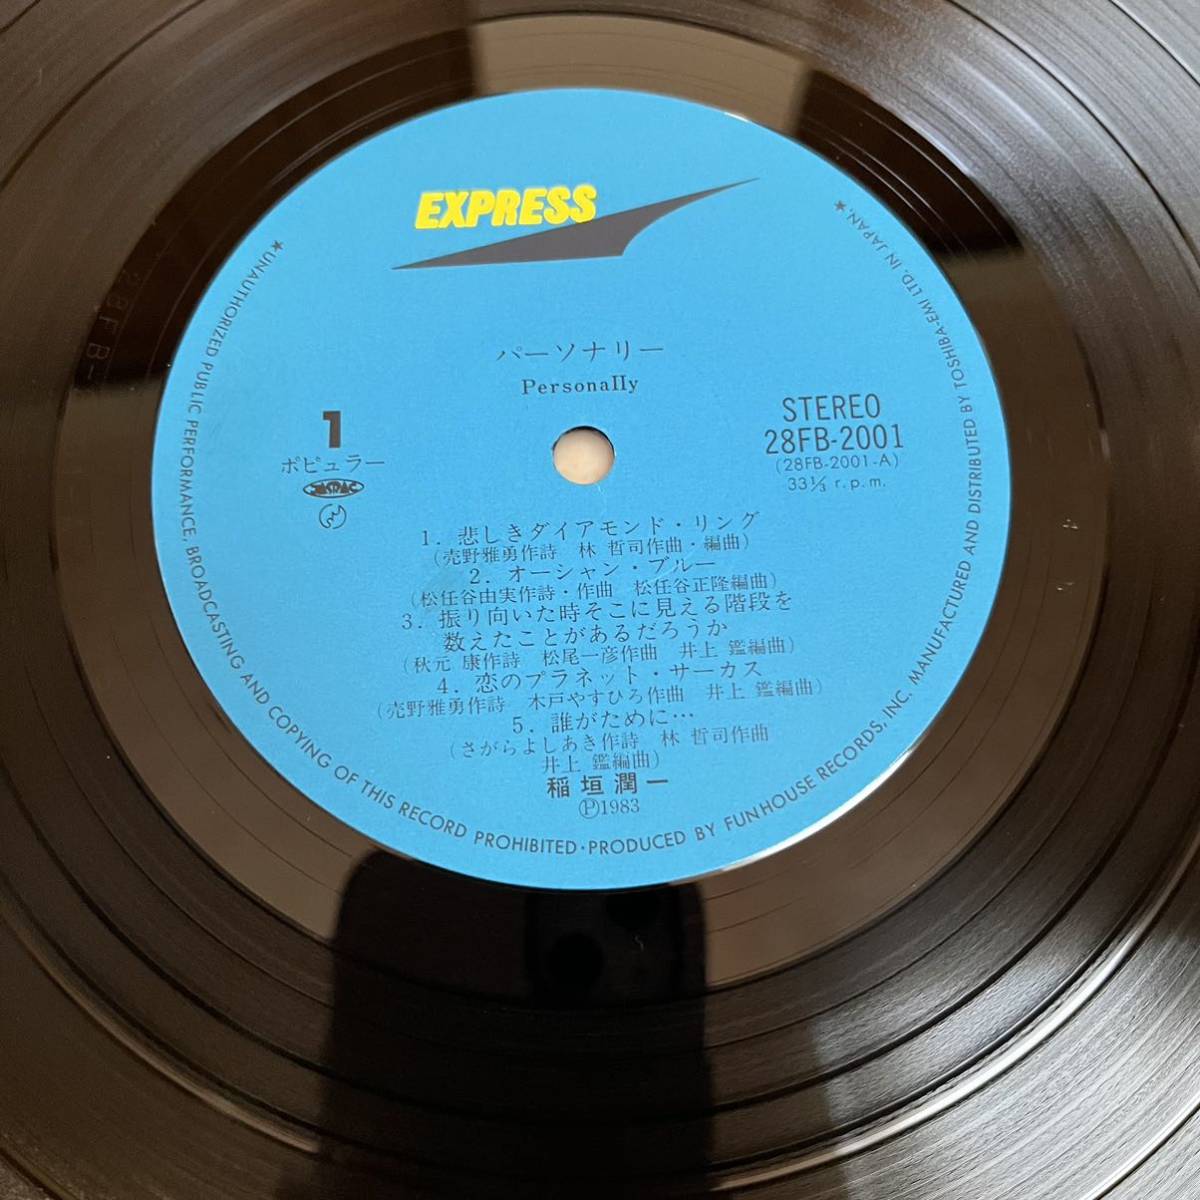 EXPRESS
パーソナリー
PersonaIIy
1
ポピュラー
JASRAC
STEREO
28FB-2001
(28FB-2001-A)
33⅓ r.p.m.
1. 悲しきダイアモンド・リング
(売野雅勇作詩 林 哲司作曲・編曲)
2. オーシャン・ブルー
(松任谷由実作詩・作曲 松任谷正隆編曲)
3. 振り向いた時そこに見える階段を
数えたことがあるだろうか
(秋元 康作詩 松尾一彦作曲 井上 鑑編曲)
4. 恋のプラネット・サーカス
(売野雅勇作詩 木戸やすひろ作曲 井上 鑑編曲)
5. 誰がために…
(さがらよしあき作詩 林 哲司作曲
井上 鑑編曲)
稲垣潤一
Ⓟ1983
★UNAUTHORIZED PUBLIC PERFORMANCE, BROADCASTING AND COPYING OF THIS RECORD PROHIBITED・PRODUCED BY FUN HOUSE RECORDS, INC. MANUFACTURED AND DISTRIBUTED BY TOSHIBA-EMI LTD. IN JAPAN.★
28FB-